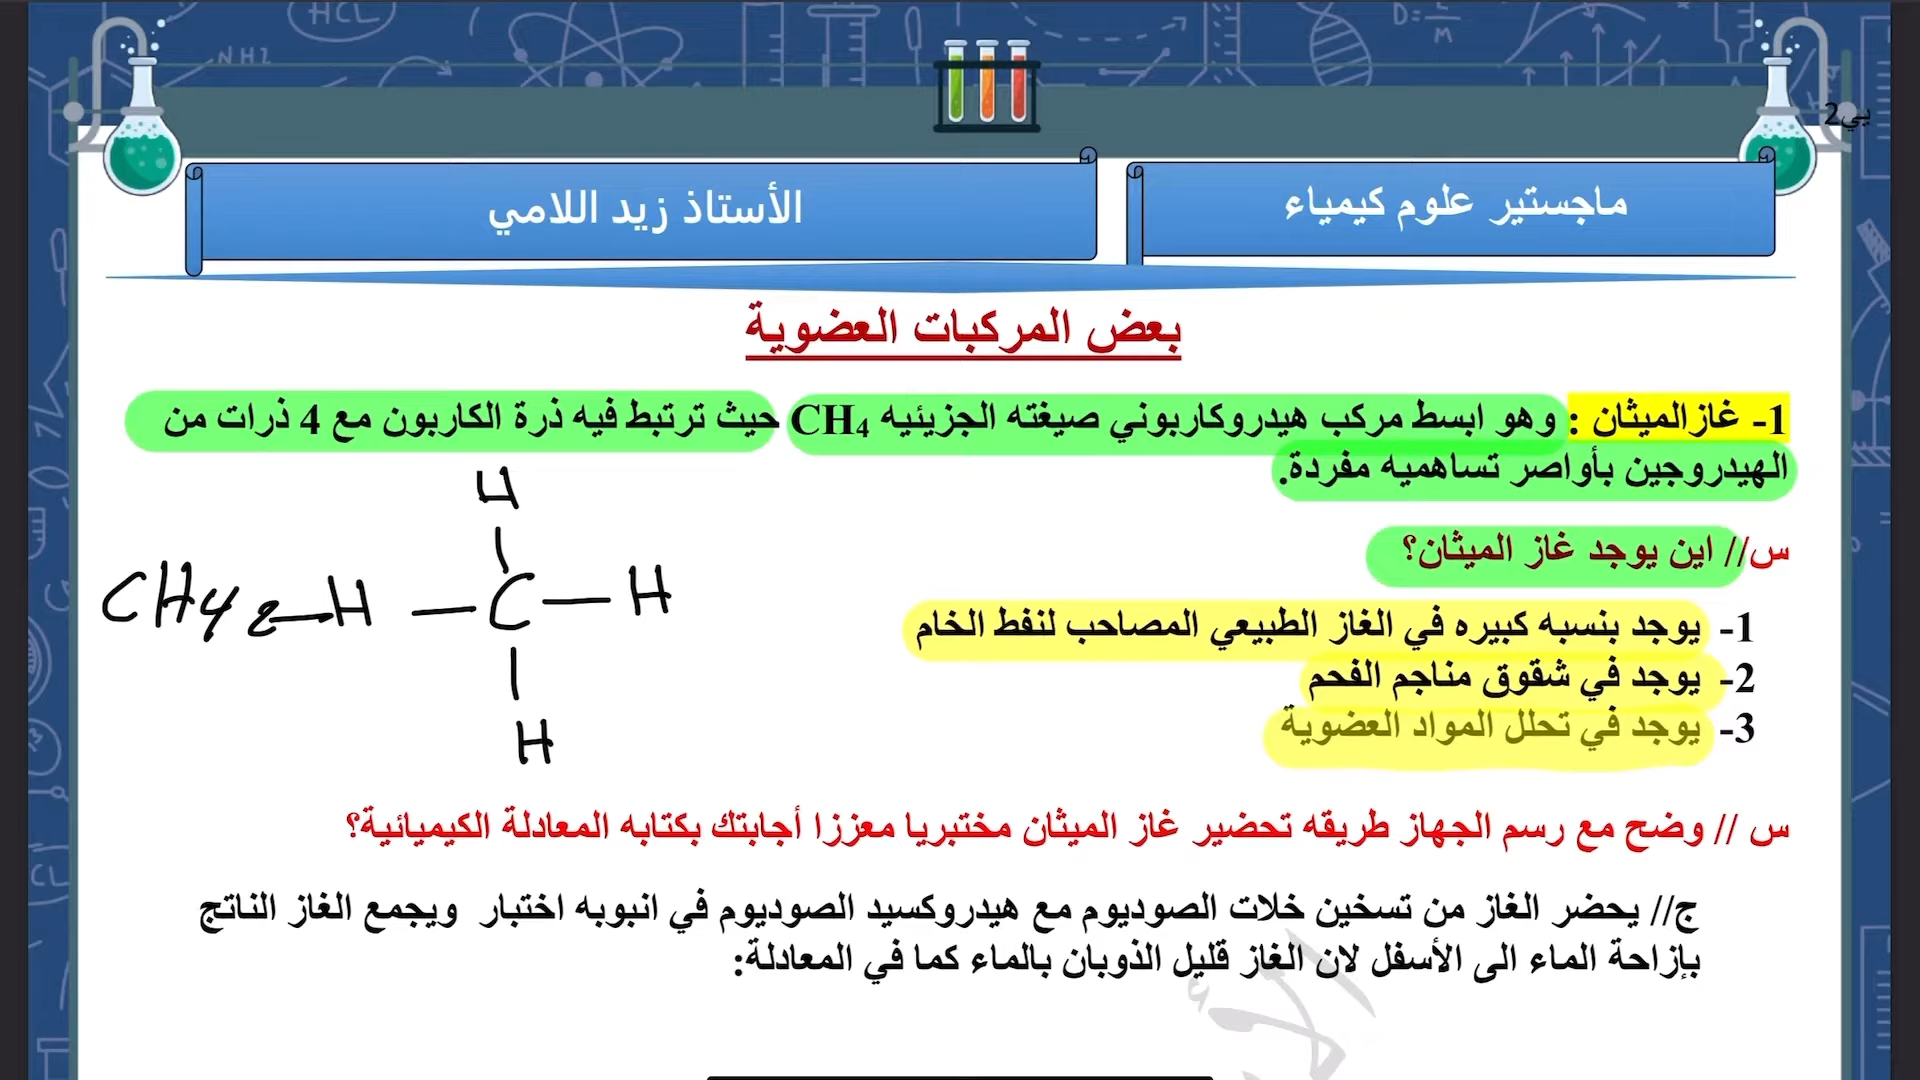 HCL
NH2
D=L/M
بي2
ماجستير علوم كيمياء
الأستاذ زيد اللامي
بعض المركبات العضوية
1- غازالميثان : وهو ابسط مركب هيدروكاربوني صيغته الجزيئيه CH4 حيث ترتبط فيه ذرة الكاربون مع 4 ذرات من
الهيدروجين بأواصر تساهميه مفردة.
H
CH4 H — C — H
H
س// اين يوجد غاز الميثان؟
1- يوجد بنسبه كبيره في الغاز الطبيعي المصاحب لنفط الخام
2- يوجد في شقوق مناجم الفحم
3- يوجد في تحلل المواد العضوية
س // وضح مع رسم الجهاز طريقه تحضير غاز الميثان مختبريا معززا أجابتك بكتابه المعادلة الكيميائية؟
ج// يحضر الغاز من تسخين خلات الصوديوم مع هيدروكسيد الصوديوم في انبوبه اختبار ويجمع الغاز الناتج
بإزاحة الماء الى الأسفل لان الغاز قليل الذوبان بالماء كما في المعادلة: